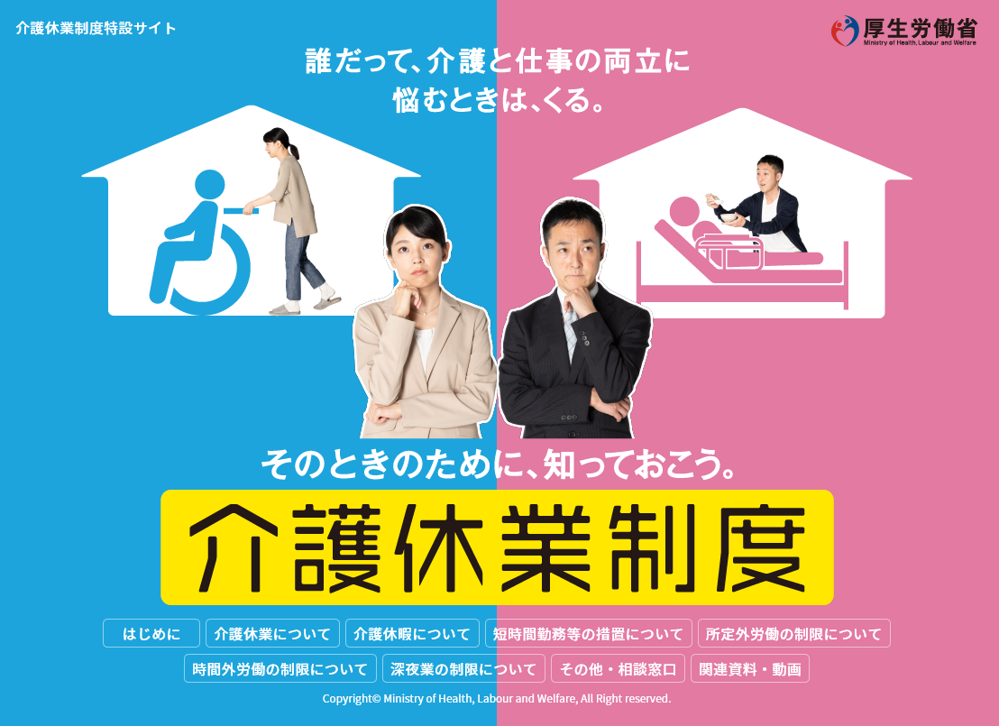 介護休業制度特設サイト
厚生労働省
Ministry of Health, Labour and Welfare
誰だって、介護と仕事の両立に
悩むときは、くる。
そのときのために、知っておこう。
介護休業制度
はじめに
介護休業について
介護休暇について
短時間勤務等の措置について
所定外労働の制限について
時間外労働の制限について
深夜業の制限について
その他・相談窓口
関連資料・動画
Copyright© Ministry of Health, Labour and Welfare, All Right reserved.